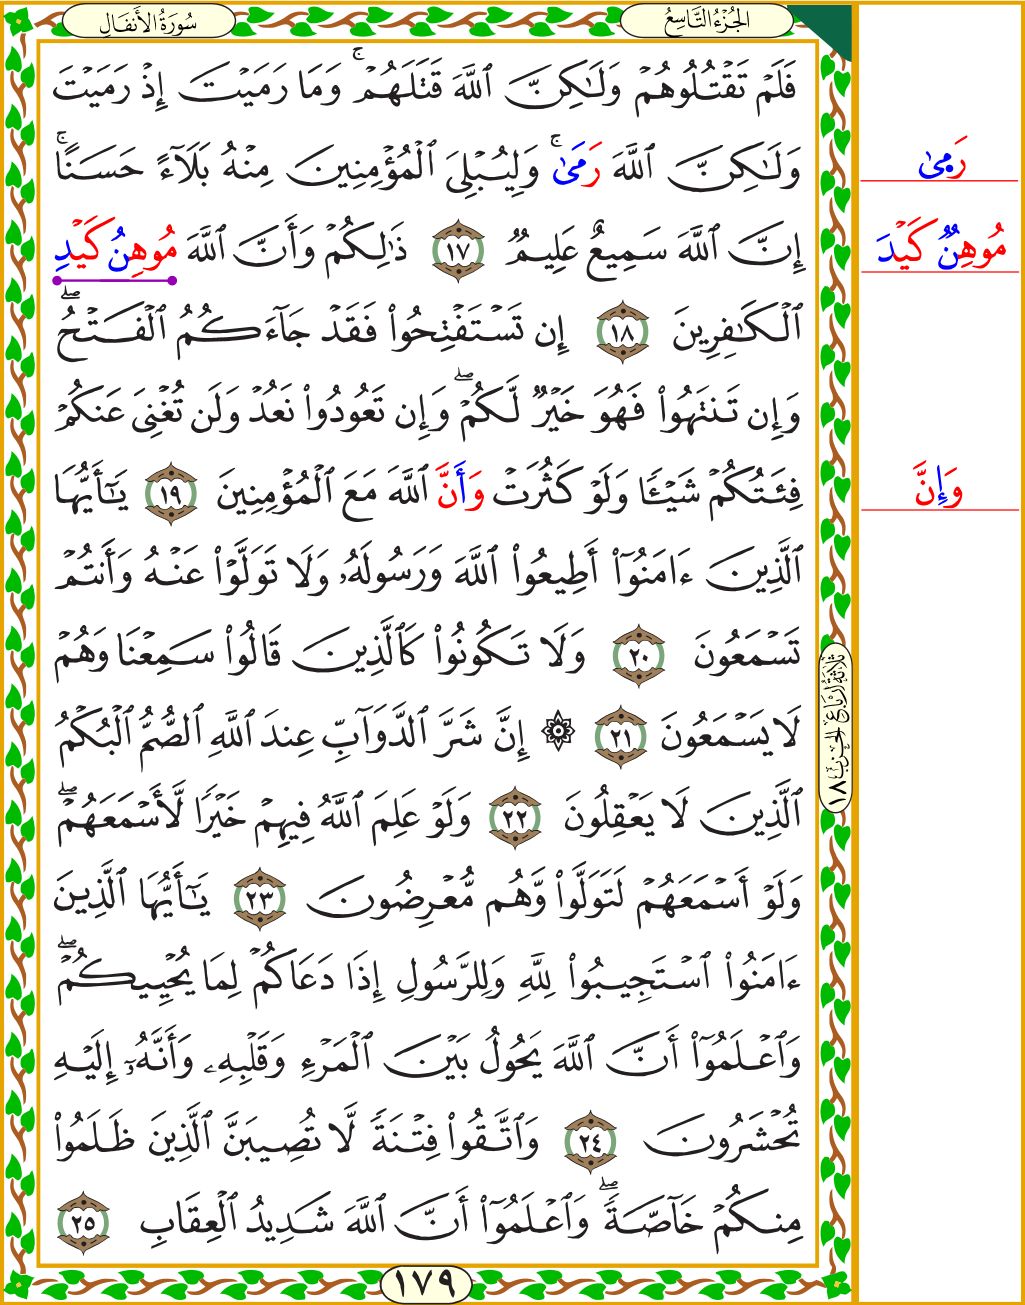 الجُزْءُ التَّاسِعُ
سُورَةُ الأَنفَال
فَلَمۡ تَقۡتُلُوهُمۡ وَلَٰكِنَّ ٱللَّهَ قَتَلَهُمۡۚ وَمَا رَمَيۡتَ إِذۡ رَمَيۡتَ
وَلَٰكِنَّ ٱللَّهَ رَمَىٰۚ وَلِيُبۡلِيَ ٱلۡمُؤۡمِنِينَ مِنۡهُ بَلَآءً حَسَنًاۚ
إِنَّ ٱللَّهَ سَمِيعٌ عَلِيمٞ ١٧ ذَٰلِكُمۡ وَأَنَّ ٱللَّهَ مُوهِنُ كَيۡدِ
ٱلۡكَٰفِرِينَ ١٨ إِن تَسۡتَفۡتِحُواْ فَقَدۡ جَآءَكُمُ ٱلۡفَتۡحُۖ
وَإِن تَنتَهُواْ فَهُوَ خَيۡرٞ لَّكُمۡۖ وَإِن تَعُودُواْ نَعُدۡ وَلَن تُغۡنِيَ عَنكُمۡ
فِئَتُكُمۡ شَيۡـٔٗا وَلَوۡ كَثُرَتۡ وَأَنَّ ٱللَّهَ مَعَ ٱلۡمُؤۡمِنِينَ ١٩ يَٰٓأَيُّهَا
ٱلَّذِينَ ءَامَنُوٓاْ أَطِيعُواْ ٱللَّهَ وَرَسُولَهُۥ وَلَا تَوَلَّوۡاْ عَنۡهُ وَأَنتُمۡ
تَسۡمَعُونَ ٢٠ وَلَا تَكُونُواْ كَٱلَّذِينَ قَالُواْ سَمِعۡنَا وَهُمۡ
لَا يَسۡمَعُونَ ٢١ ۞ إِنَّ شَرَّ ٱلدَّوَآبِّ عِندَ ٱللَّهِ ٱلصُّمُّ ٱلۡبُكۡمُ
ٱلَّذِينَ لَا يَعۡقِلُونَ ٢٢ وَلَوۡ عَلِمَ ٱللَّهُ فِيهِمۡ خَيۡرٗا لَّأَسۡمَعَهُمۡۖ
وَلَوۡ أَسۡمَعَهُمۡ لَتَوَلَّواْ وَّهُم مُّعۡرِضُونَ ٢٣ يَٰٓأَيُّهَا ٱلَّذِينَ
ءَامَنُواْ ٱسۡتَجِيبُواْ لِلَّهِ وَلِلرَّسُولِ إِذَا دَعَاكُمۡ لِمَا يُحۡيِيكُمۡۖ
وَٱعۡلَمُوٓاْ أَنَّ ٱللَّهَ يَحُولُ بَيۡنَ ٱلۡمَرۡءِ وَقَلۡبِهِۦ وَأَنَّهُۥٓ إِلَيۡهِ
تُحۡشَرُونَ ٢٤ وَٱتَّقُواْ فِتۡنَةٗ لَّا تُصِيبَنَّ ٱلَّذِينَ ظَلَمُواْ
مِنكُمۡ خَآصَّةٗۖ وَٱعۡلَمُوٓاْ أَنَّ ٱللَّهَ شَدِيدُ ٱلۡعِقَابِ ٢٥
١٧٩
رَمِىٰ
مُوهِنٌ كَيۡدَ
وَإِنَّ
ثَلَاثَةُ أَرْبَاعِ الحِزْب ١٨